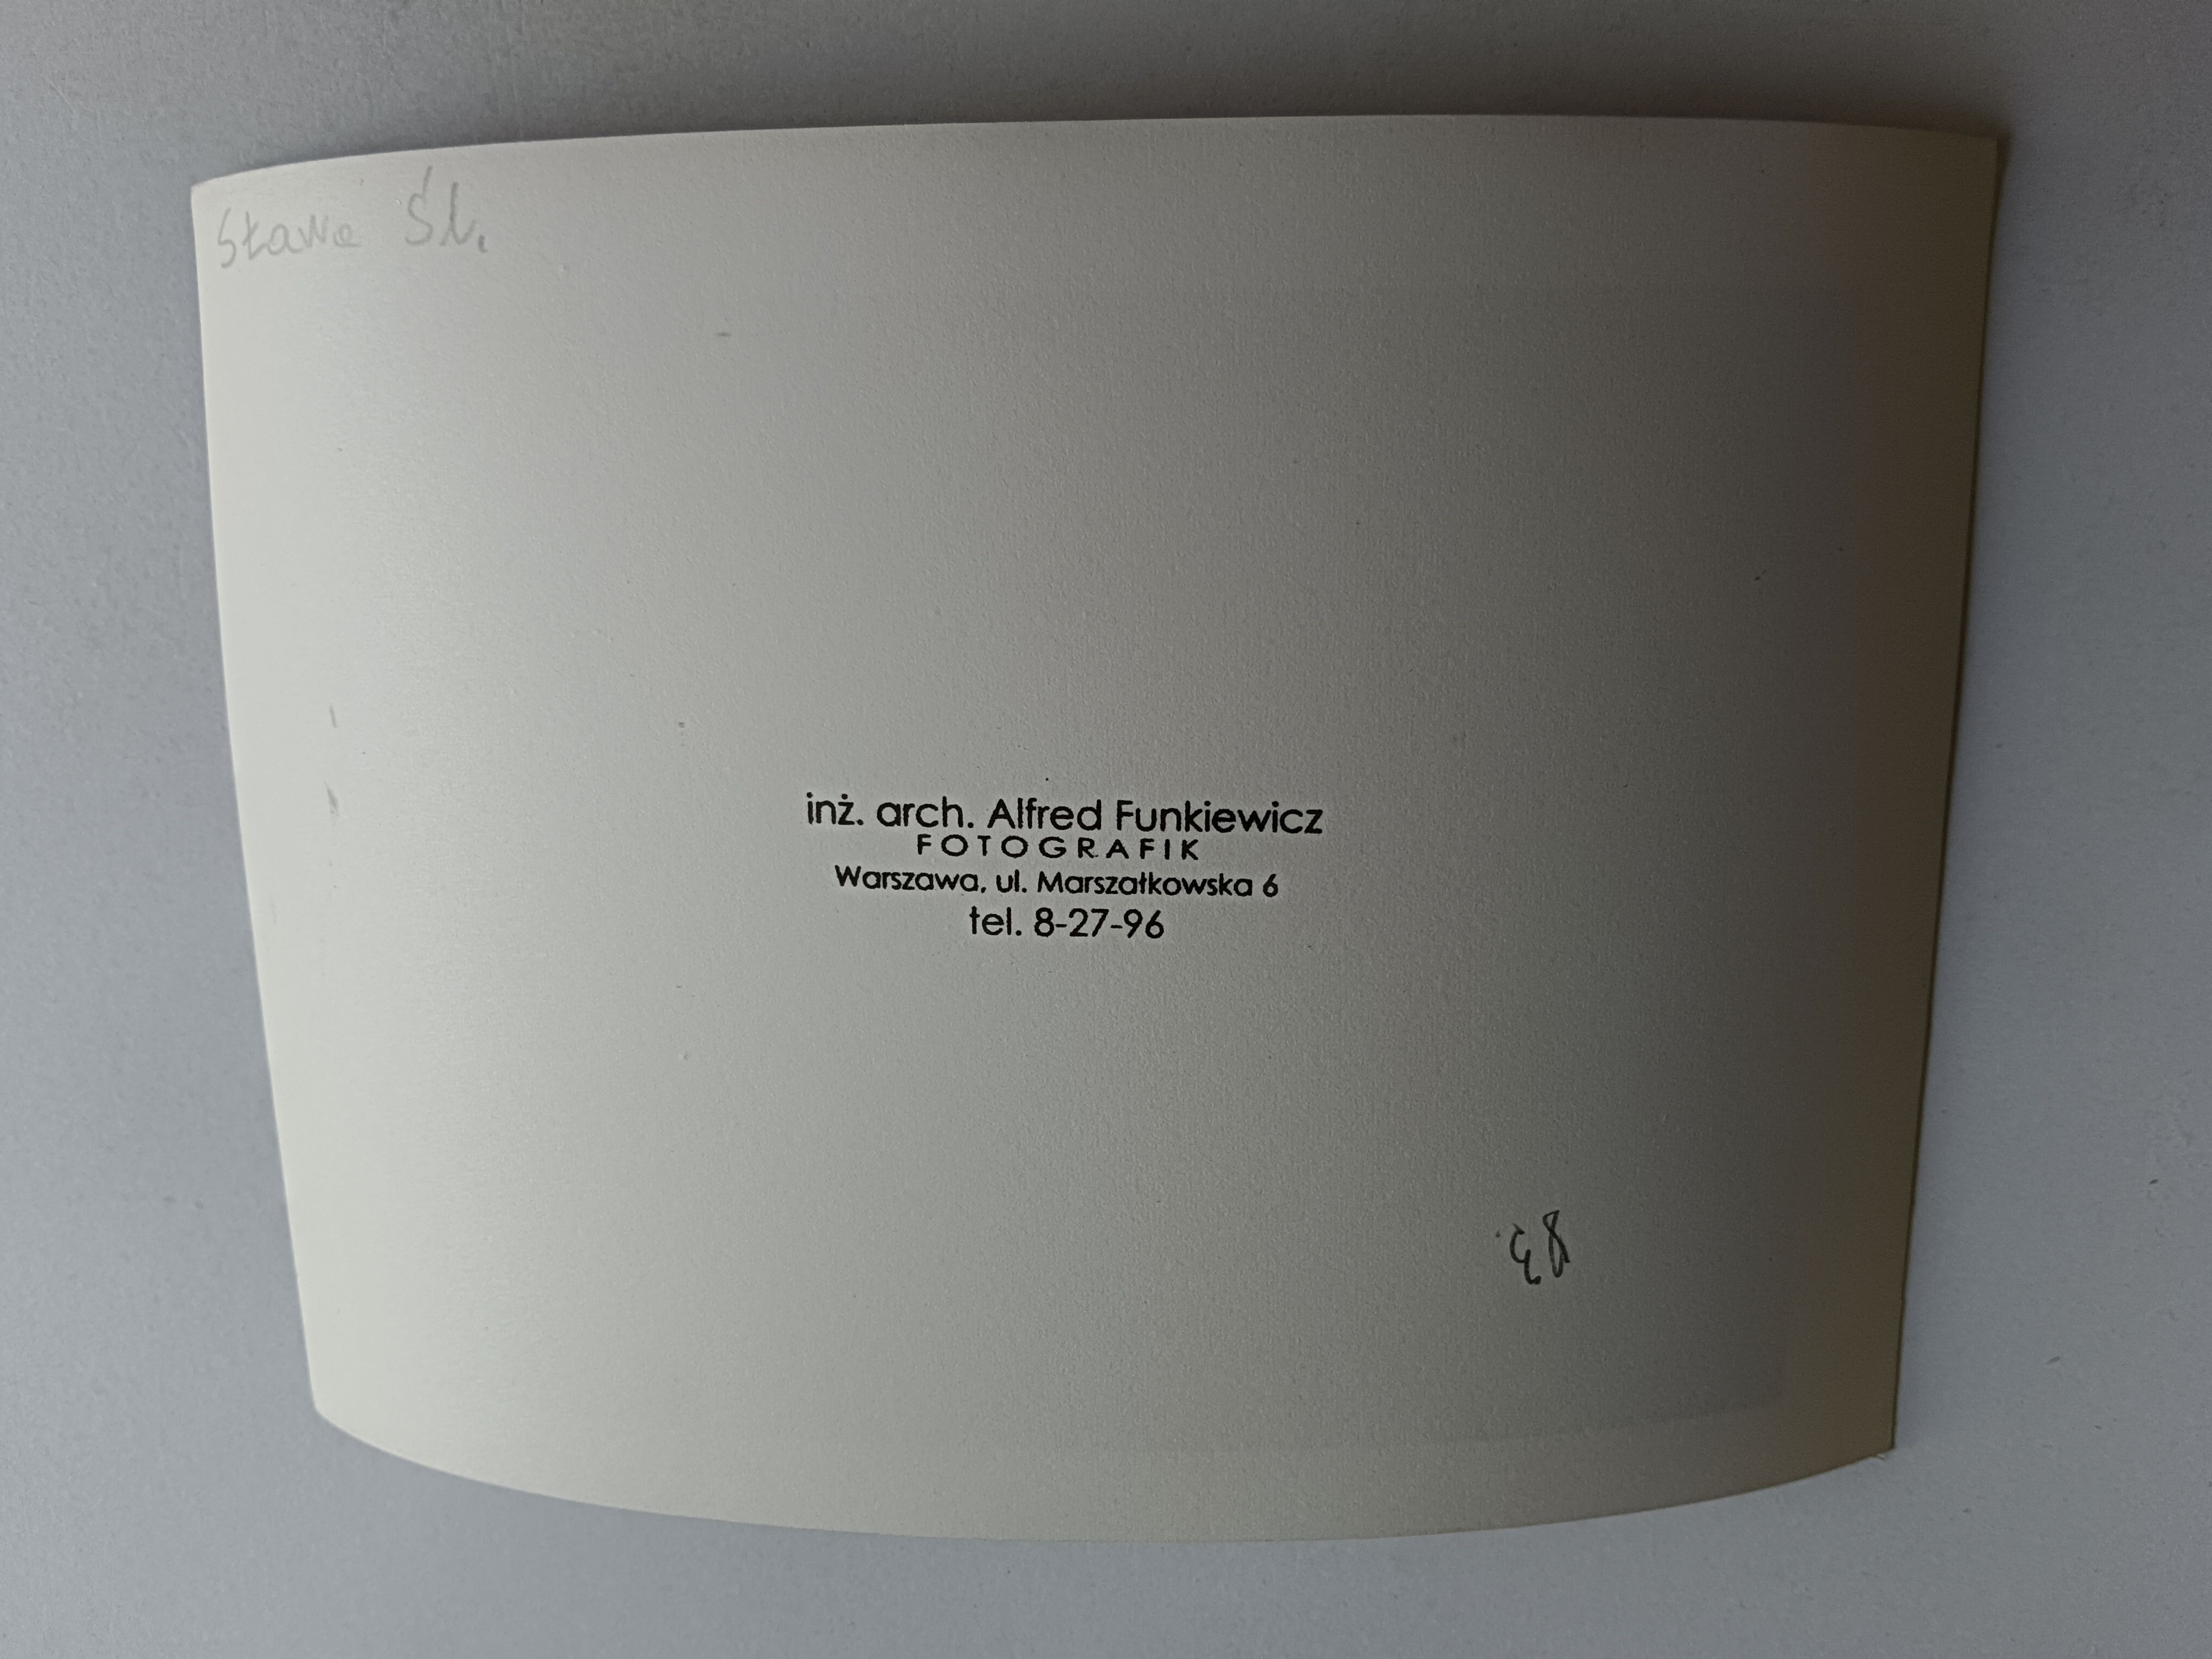 Sława Śl.
inż. arch. Alfred Funkiewicz
FOTOGRAFIK
Warszawa, ul. Marszałkowska 6
tel. 8-27-96